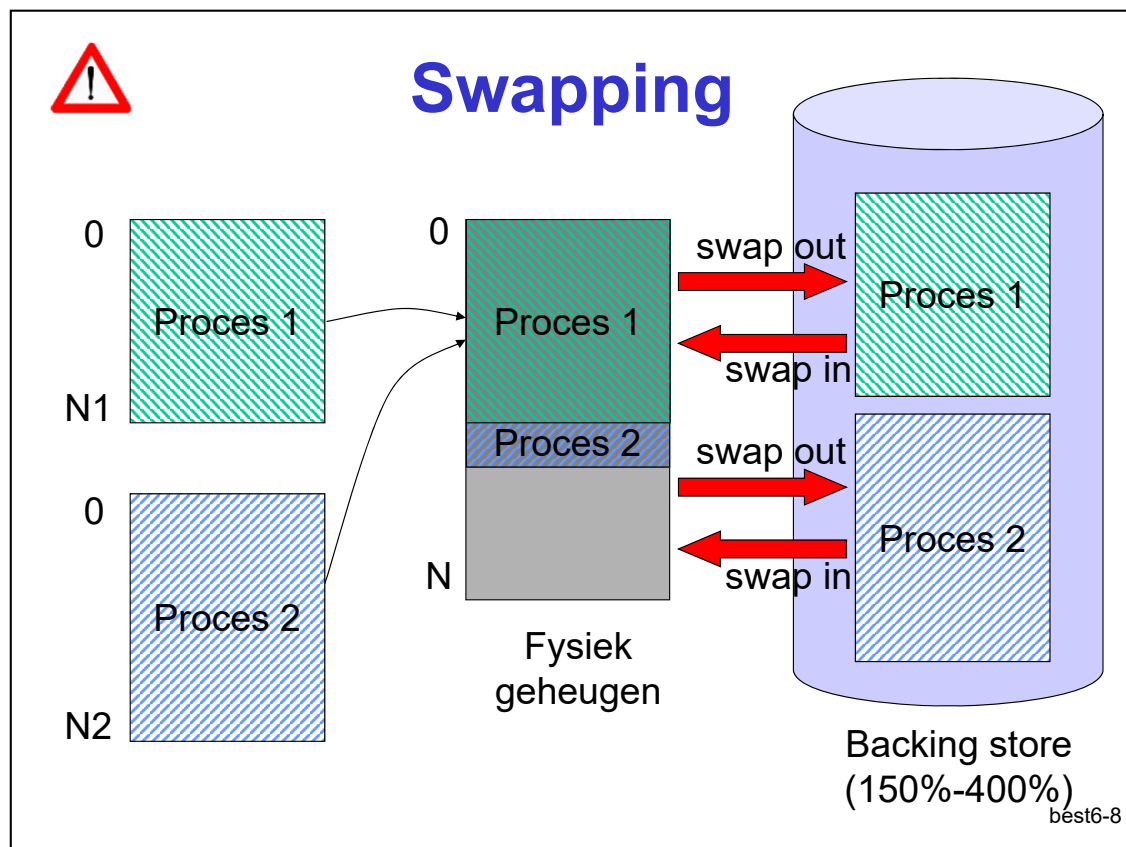 Swapping
0
Proces 1
N1
0
Proces 2
N2
0
Proces 1
Proces 2
N
Fysiek
geheugen
swap out
swap in
swap out
swap in
Proces 1
Proces 2
Backing store
(150%-400%)
best6-8